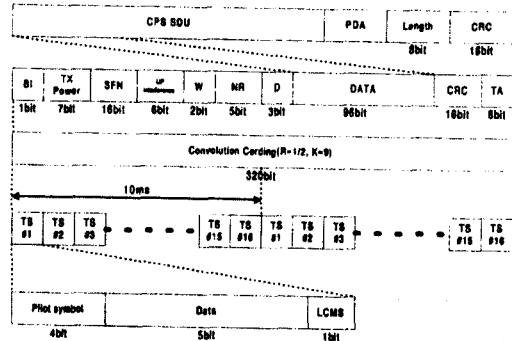 CPS SDU PDA Length CRC
8bit 16bit
BI TX Power SFN UP Interference W NR D DATA CRC TA
1bit 7bit 16bit 6bit 2bit 5bit 3bit 96bit 16bit 8bit
Convolution Cording(R=1/2, K=9)
320bit
10ms
TS #1 TS #2 TS #3 TS #15 TS #16 TS #1 TS #2 TS #3 TS #15 TS #16
Pilot symbol Data LCMS
4bit 5bit 1bit